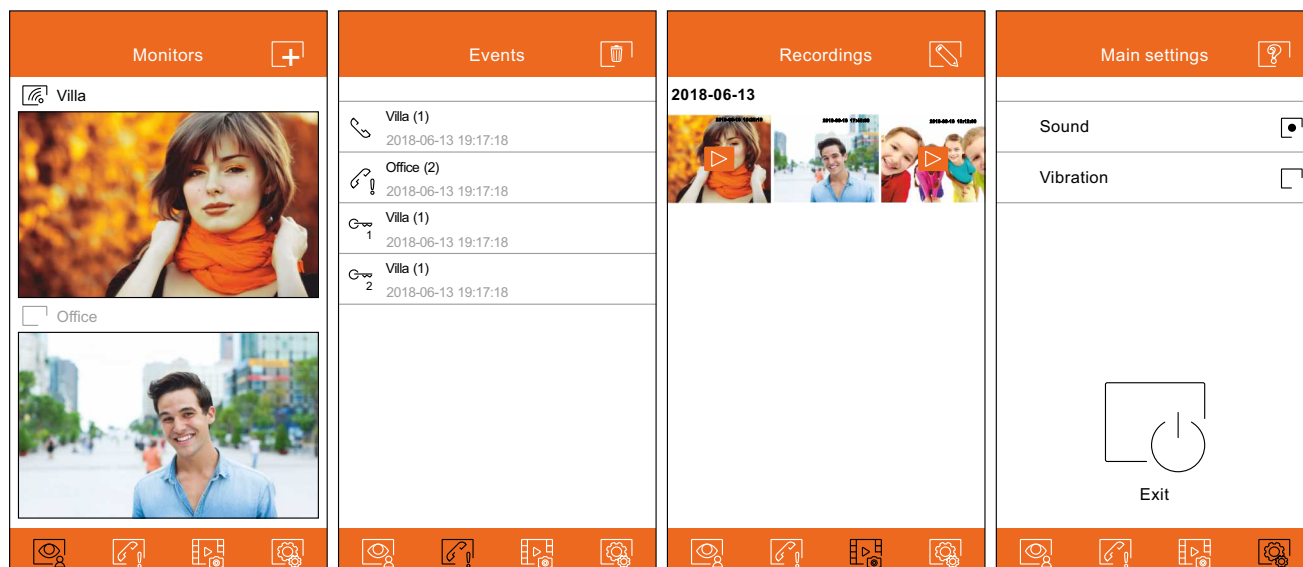 Monitors
Villa
Office
Events
Villa (1)
2018-06-13 19:17:18
Office (2)
2018-06-13 19:17:18
Villa (1)
1
2018-06-13 19:17:18
Villa (1)
2
2018-06-13 19:17:18
Recordings
2018-06-13
Main settings
Sound
Vibration
Exit